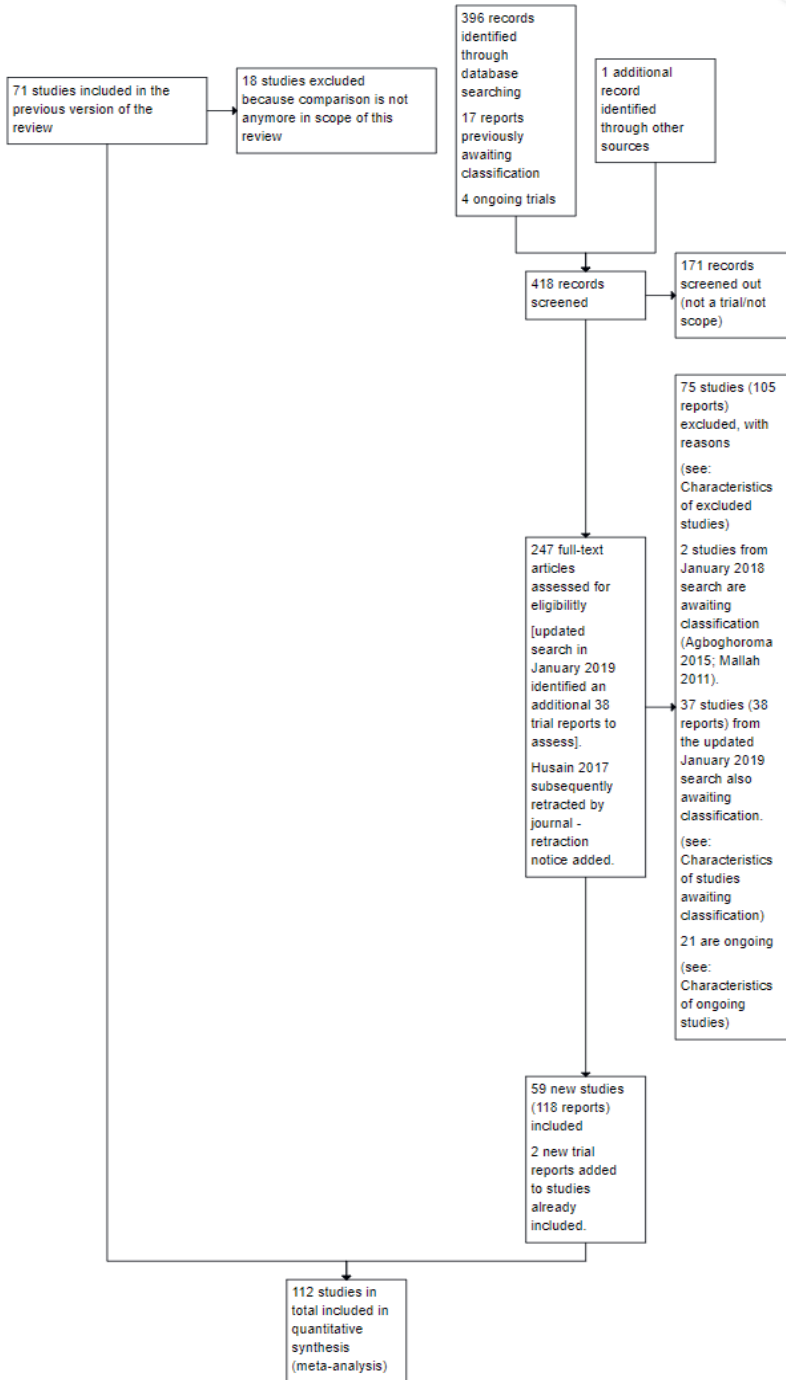 71 studies included in the
previous version of the
review
18 studies excluded
because comparison is not
anymore in scope of this
review
396 records
identified
through
database
searching
17 reports
previously
awaiting
classification
4 ongoing trials
1 additional
record
identified
through other
sources
418 records
screened
171 records
screened out
(not a trial/not
scope)
247 full-text
articles
assessed for
eligibilitly
[updated
search in
January 2019
identified an
additional 38
trial reports to
assess].
Husain 2017
subsequently
retracted by
journal -
retraction
notice added.
75 studies (105
reports)
excluded, with
reasons
(see:
Characteristics
of excluded
studies)
2 studies from
January 2018
search are
awaiting
classification
(Agboghoroma
2015; Mallah
2011).
37 studies (38
reports) from
the updated
January 2019
search also
awaiting
classification.
(see:
Characteristics
of studies
awaiting
classification)
21 are ongoing
(see:
Characteristics
of ongoing
studies)
59 new studies
(118 reports)
included
2 new trial
reports added
to studies
already
included.
112 studies in
total included in
quantitative
synthesis
(meta-analysis)